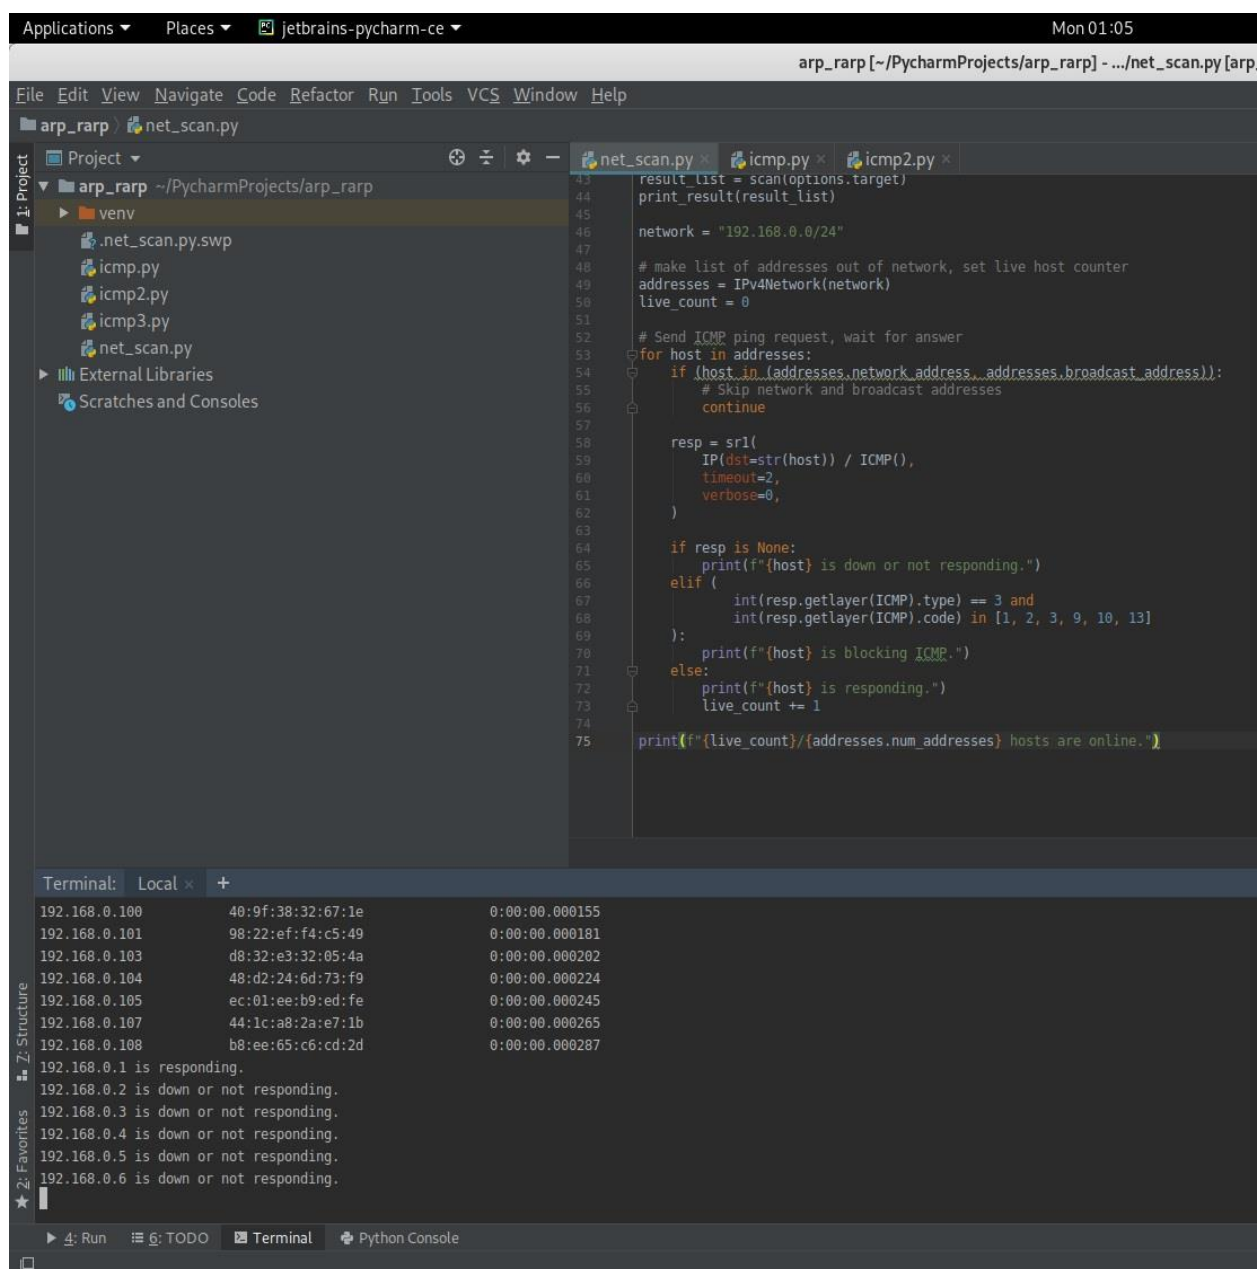 Applications ▼ Places ▼ jetbrains-pycharm-ce ▼ Mon 01:05
arp_rarp [~/PycharmProjects/arp_rarp] - .../net_scan.py [arp_
File Edit View Navigate Code Refactor Run Tools VCS Window Help
arp_rarp net_scan.py
1: Project
Project
net_scan.py × icmp.py × icmp2.py ×
arp_rarp ~/PycharmProjects/arp_rarp
venv
.net_scan.py.swp
icmp.py
icmp2.py
icmp3.py
net_scan.py
External Libraries
Scratches and Consoles
43 result_list = scan(options.target)
44 print_result(result_list)
45
46 network = "192.168.0.0/24"
47
48 # make list of addresses out of network, set live host counter
49 addresses = IPv4Network(network)
50 live_count = 0
51
52 # Send ICMP ping request, wait for answer
53 for host in addresses:
54     if (host in (addresses.network_address, addresses.broadcast_address)):
55         # Skip network and broadcast addresses
56         continue
57
58     resp = sr1(
59         IP(dst=str(host)) / ICMP(),
60         timeout=2,
61         verbose=0,
62     )
63
64     if resp is None:
65         print(f"{host} is down or not responding.")
66     elif (
67             int(resp.getlayer(ICMP).type) == 3 and
68             int(resp.getlayer(ICMP).code) in [1, 2, 3, 9, 10, 13]
69     ):
70         print(f"{host} is blocking ICMP.")
71     else:
72         print(f"{host} is responding.")
73         live_count += 1
74
75 print(f"{live_count}/{addresses.num_addresses} hosts are online.")
Terminal: Local × +
192.168.0.100 40:9f:38:32:67:1e 0:00:00.000155
192.168.0.101 98:22:ef:f4:c5:49 0:00:00.000181
192.168.0.103 d8:32:e3:32:05:4a 0:00:00.000202
192.168.0.104 48:d2:24:6d:73:f9 0:00:00.000224
192.168.0.105 ec:01:ee:b9:ed:fe 0:00:00.000245
192.168.0.107 44:1c:a8:2a:e7:1b 0:00:00.000265
192.168.0.108 b8:ee:65:c6:cd:2d 0:00:00.000287
192.168.0.1 is responding.
192.168.0.2 is down or not responding.
192.168.0.3 is down or not responding.
192.168.0.4 is down or not responding.
192.168.0.5 is down or not responding.
192.168.0.6 is down or not responding.
Z: Structure
2: Favorites
4: Run 6: TODO Terminal Python Console